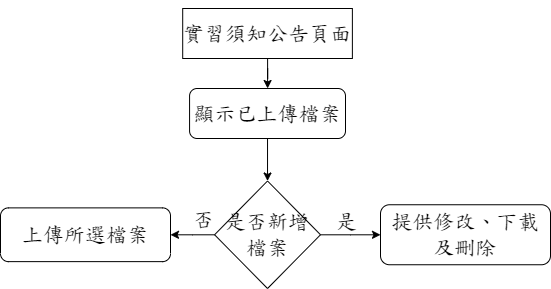 實習須知公告頁面
顯示已上傳檔案
否
是否新增
檔案
是
上傳所選檔案
提供修改、下載
及刪除